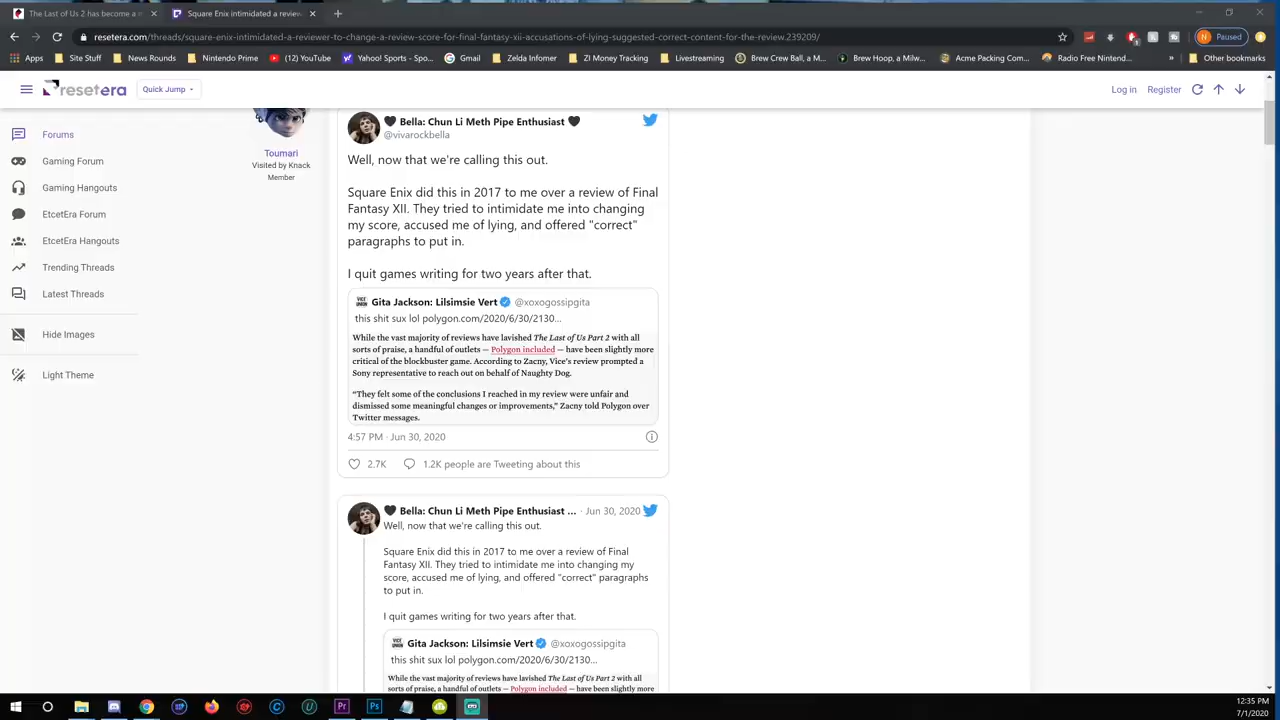 The Last of Us 2 has become a m
Square Enix intimidated a review
resetera.com/threads/square-enix-intimidated-a-reviewer-to-change-a-review-score-for-final-fantasy-xii-accusations-of-lying-suggested-correct-content-for-the-review.239209/
Paused
Apps
Site Stuff
News Rounds
Nintendo Prime
(1) YouTube
Yahoo! Sports - Spo...
Gmail
Zelda Infomer
ZI Money Tracking
Livestreaming
Brew Crew Ball, a M...
Brew Hoop, a Milw...
Acme Packing Com...
Radio Free Nintend...
»
Other bookmarks
resetera
Quick Jump
Log in
Register
Forums
Gaming Forum
Gaming Hangouts
EtcetEra Forum
EtcetEra Hangouts
Trending Threads
Latest Threads
Hide Images
Light Theme
Toumari
Visited by Knack
Member
🖤 Bella: Chun Li Meth Pipe Enthusiast 🖤
@vivarockbella
Well, now that we're calling this out.
Square Enix did this in 2017 to me over a review of Final
Fantasy XII. They tried to intimidate me into changing
my score, accused me of lying, and offered "correct"
paragraphs to put in.
I quit games writing for two years after that.
Gita Jackson: Lilsimsie Vert @xoxogossipgita
this shit sux lol polygon.com/2020/6/30/2130...
While the vast majority of reviews have lavished The Last of Us Part 2 with all
sorts of praise, a handful of outlets — Polygon included — have been slightly more
critical of the blockbuster game. According to Zacny, Vice's review prompted a
Sony representative to reach out on behalf of Naughty Dog.
“They felt some of the conclusions I reached in my review were unfair and
dismissed some meaningful changes or improvements,” Zacny told Polygon over
Twitter messages.
4:57 PM · Jun 30, 2020
2.7K
1.2K people are Tweeting about this
🖤 Bella: Chun Li Meth Pipe Enthusiast ... · Jun 30, 2020
Well, now that we're calling this out.
Square Enix did this in 2017 to me over a review of Final
Fantasy XII. They tried to intimidate me into changing my
score, accused me of lying, and offered "correct" paragraphs
to put in.
I quit games writing for two years after that.
Gita Jackson: Lilsimsie Vert @xoxogossipgita
this shit sux lol polygon.com/2020/6/30/2130...
While the vast majority of reviews have lavished The Last of Us Part 2 with all
sorts of praise, a handful of outlets — Polygon included — have been slightly more
12:35 PM
7/1/2020